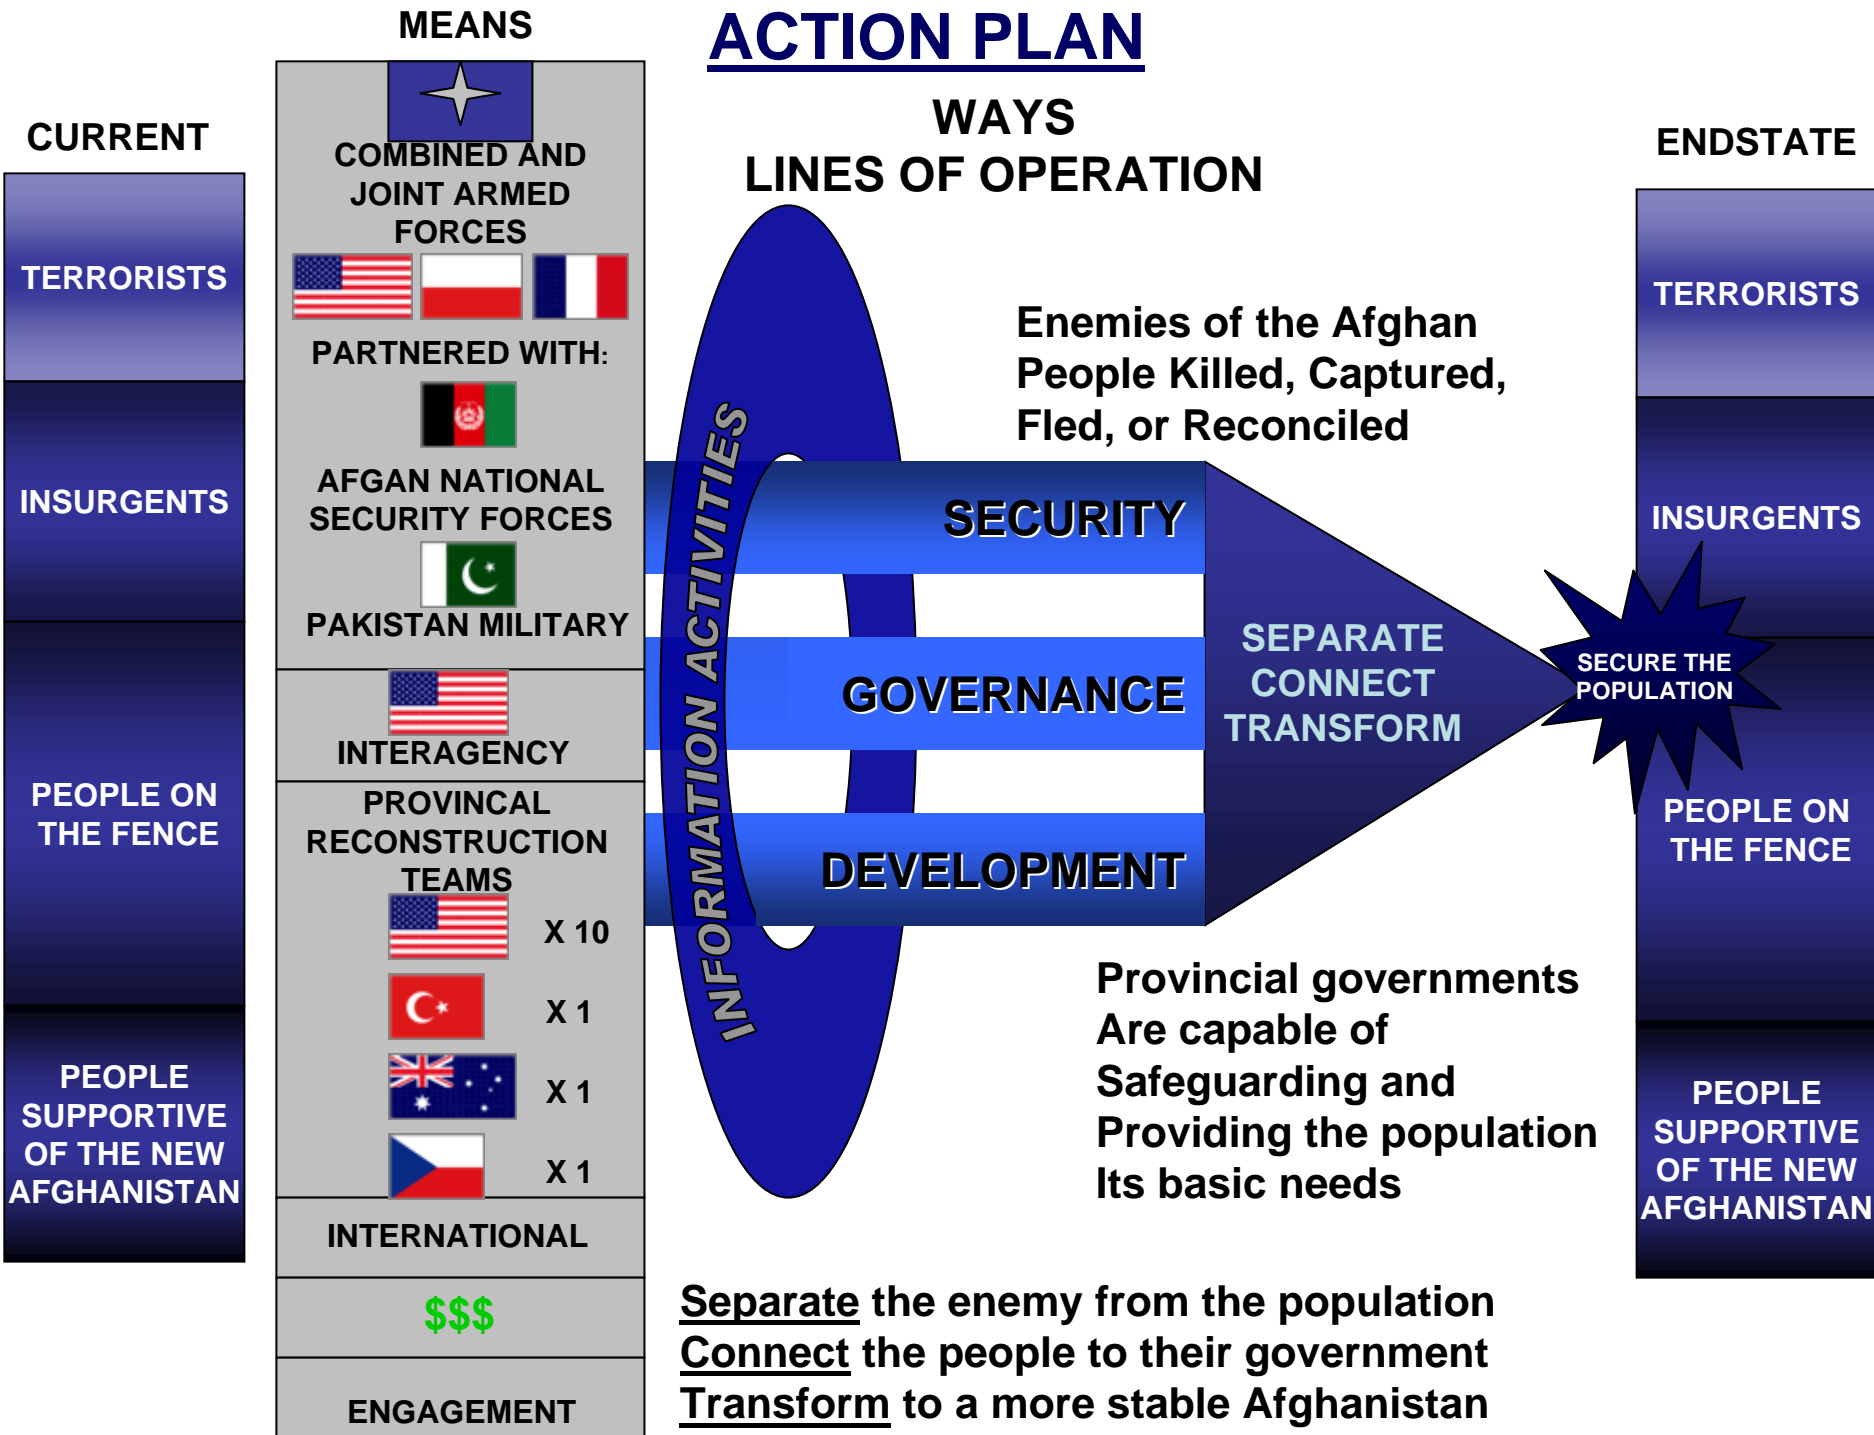 ACTION PLAN
CURRENT
TERRORISTS
INSURGENTS
PEOPLE ON
THE FENCE
PEOPLE
SUPPORTIVE
OF THE NEW
AFGHANISTAN
MEANS
COMBINED AND
JOINT ARMED
FORCES
PARTNERED WITH:
AFGAN NATIONAL
SECURITY FORCES
PAKISTAN MILITARY
INTERAGENCY
PROVINCAL
RECONSTRUCTION
TEAMS
X 10
X 1
X 1
X 1
INTERNATIONAL
$$$
ENGAGEMENT
WAYS
LINES OF OPERATION
INFORMATION ACTIVITIES
Enemies of the Afghan
People Killed, Captured,
Fled, or Reconciled
SECURITY
GOVERNANCE
DEVELOPMENT
SEPARATE
CONNECT
TRANSFORM
SECURE THE
POPULATION
Provincial governments
Are capable of
Safeguarding and
Providing the population
Its basic needs
Separate the enemy from the population
Connect the people to their government
Transform to a more stable Afghanistan
ENDSTATE
TERRORISTS
INSURGENTS
PEOPLE ON
THE FENCE
PEOPLE
SUPPORTIVE
OF THE NEW
AFGHANISTAN